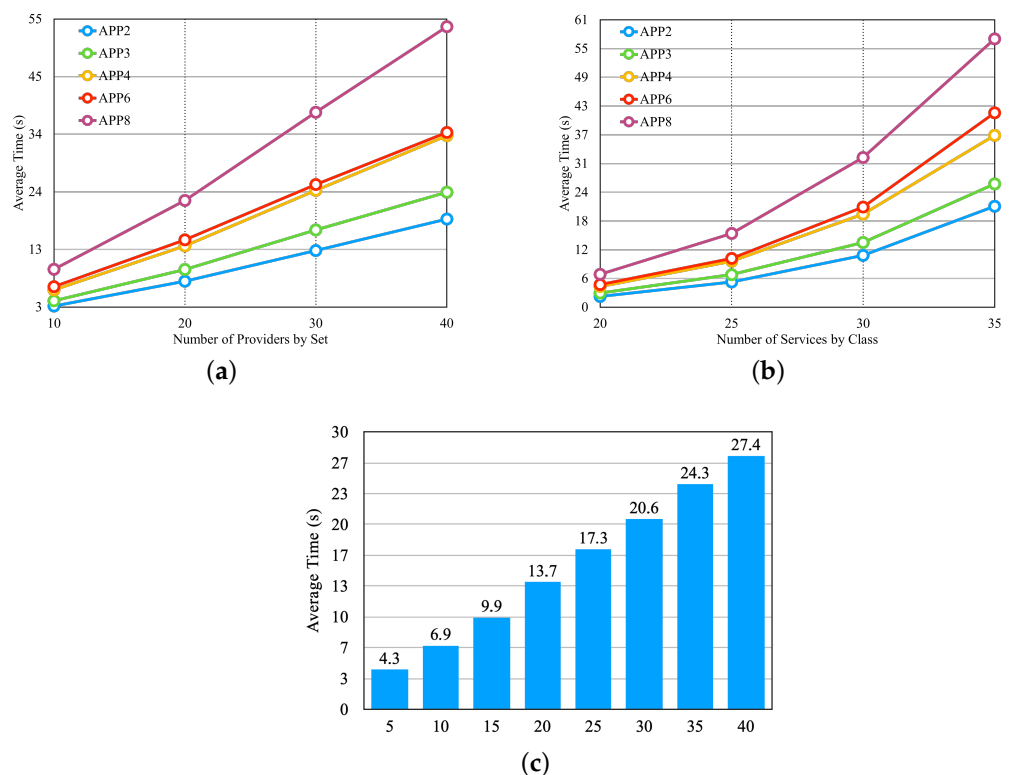 55
45
34
24
13
3
Average Time (s)
APP2
APP3
APP4
APP6
APP8
10 20 30 40
Number of Providers by Set
(a)
61
55
49
43
37
31
24
18
12
6
0
Average Time (s)
APP2
APP3
APP4
APP6
APP8
20 25 30 35
Number of Services by Class
(b)
30
27
23
20
17
13
10
7
3
0
Average Time (s)
4.3
6.9
9.9
13.7
17.3
20.6
24.3
27.4
5 10 15 20 25 30 35 40
(c)